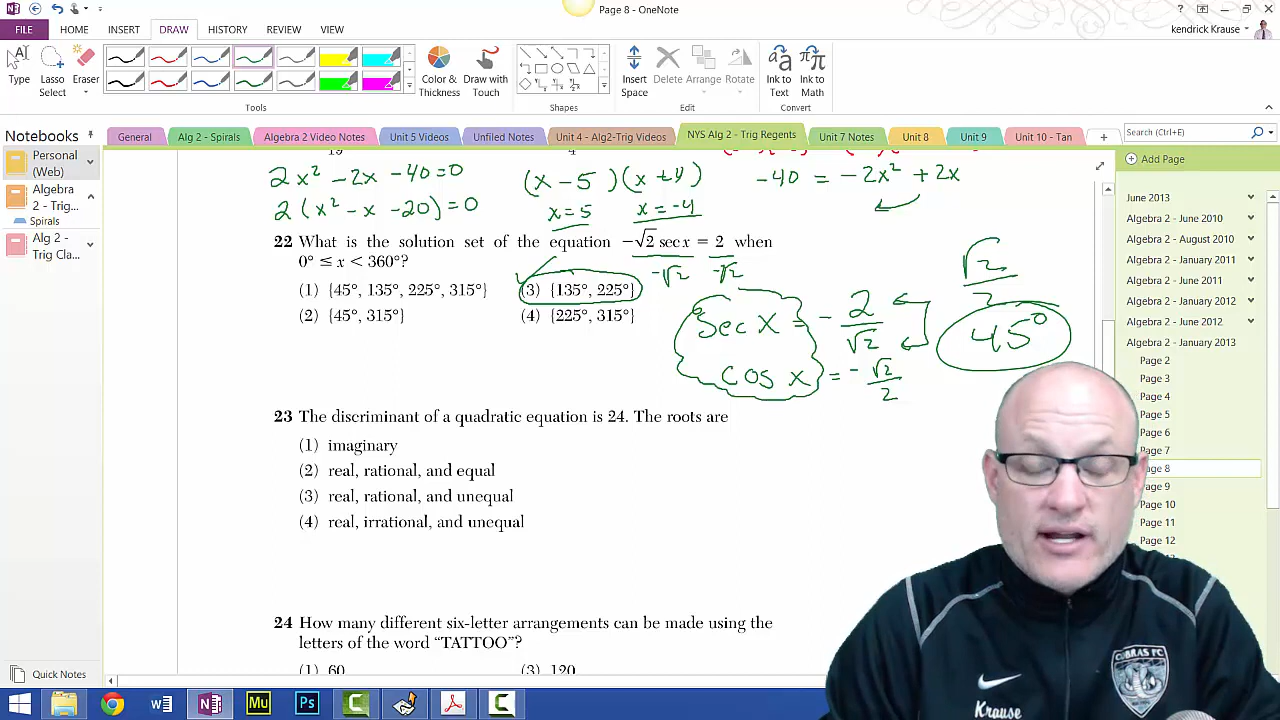 Page 8 - OneNote
kendrick Krause
FILE HOME INSERT DRAW HISTORY REVIEW VIEW
Type
Lasso Select
Eraser
Color & Thickness
Draw with Touch
Insert Space
Delete
Arrange
Rotate
Ink to Text
Ink to Math
Tools Shapes Edit Convert
Notebooks
General Alg 2 - Spirals Algebra 2 Video Notes Unit 5 Videos Unfiled Notes Unit 4 - Alg2-Trig Videos NYS Alg 2 - Trig Regents Unit 7 Notes Unit 8 Unit 9 Unit 10 - Tan
Search (Ctrl+E)
Personal (Web)
Algebra 2 - Trig...
Spirals
Alg 2 - Trig Cla...
Quick Notes
2x² - 2x - 40 = 0
2(x² - x - 20) = 0
(x - 5)(x + 4)
x = 5 x = -4
-40 = -2x² + 2x
22 What is the solution set of the equation −√2 sec x = 2 when
0° ≤ x < 360°?
-√2 -√2
(1) {45°, 135°, 225°, 315°} (3) {135°, 225°}
(2) {45°, 315°} (4) {225°, 315°}
Sec X = - 2/√2
cos x = - √2/2
√2/2
45°
23 The discriminant of a quadratic equation is 24. The roots are
(1) imaginary
(2) real, rational, and equal
(3) real, rational, and unequal
(4) real, irrational, and unequal
24 How many different six-letter arrangements can be made using the
letters of the word “TATTOO”?
(1) 60 (3) 120
Add Page
June 2013
Algebra 2 - June 2010
Algebra 2 - August 2010
Algebra 2 - January 2011
Algebra 2 - June 2011
Algebra 2 - January 2012
Algebra 2 - June 2012
Algebra 2 - January 2013
Page 2
Page 3
Page 4
Page 5
Page 6
Page 7
Page 8
Page 9
Page 10
Page 11
Page 12
COBRAS FC
Krause